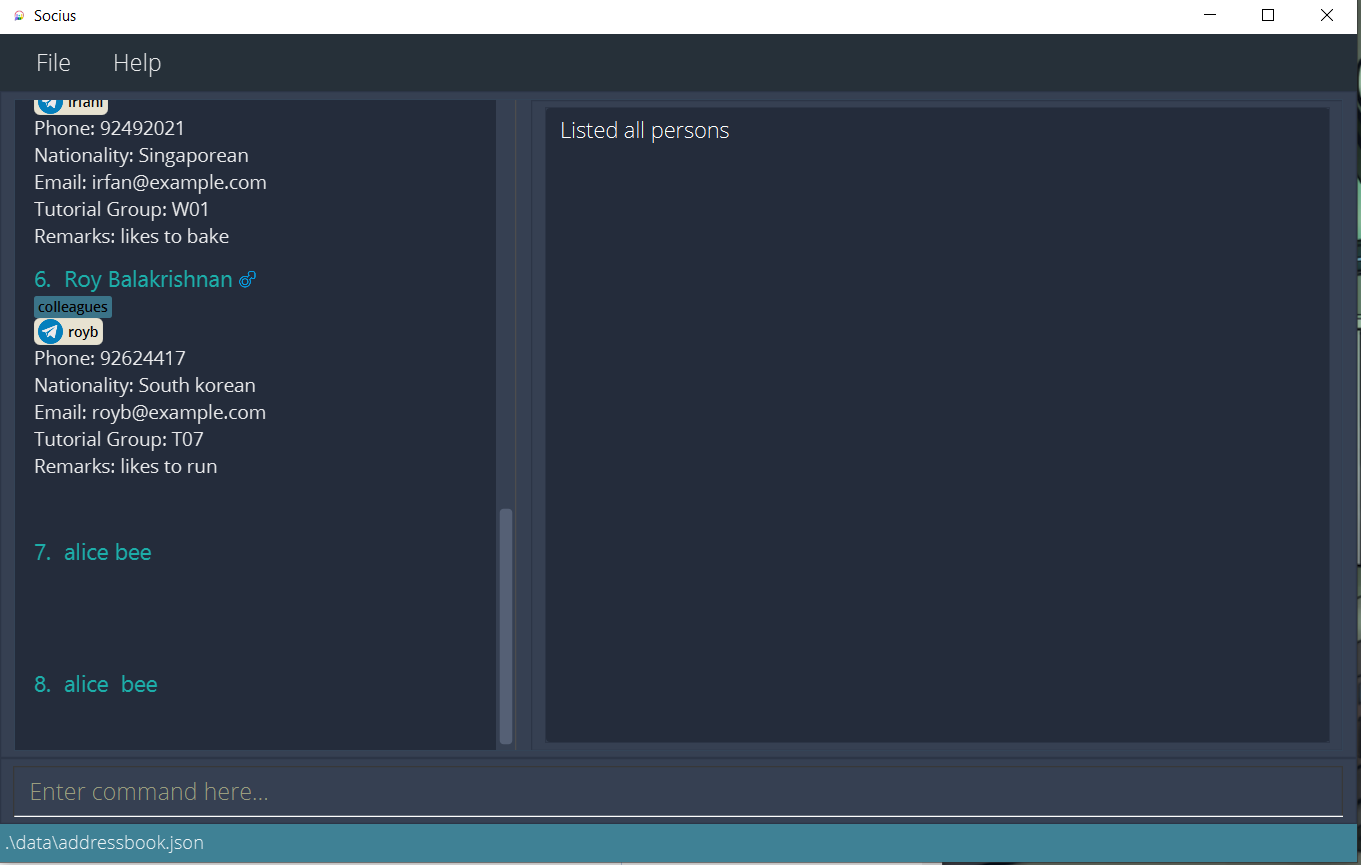 Socius
File Help
irfanl
Phone: 92492021
Nationality: Singaporean
Email: irfan@example.com
Tutorial Group: W01
Remarks: likes to bake
6. Roy Balakrishnan
colleagues
royb
Phone: 92624417
Nationality: South korean
Email: royb@example.com
Tutorial Group: T07
Remarks: likes to run
7. alice bee
8. alice  bee
Listed all persons
Enter command here...
.\data\addressbook.json